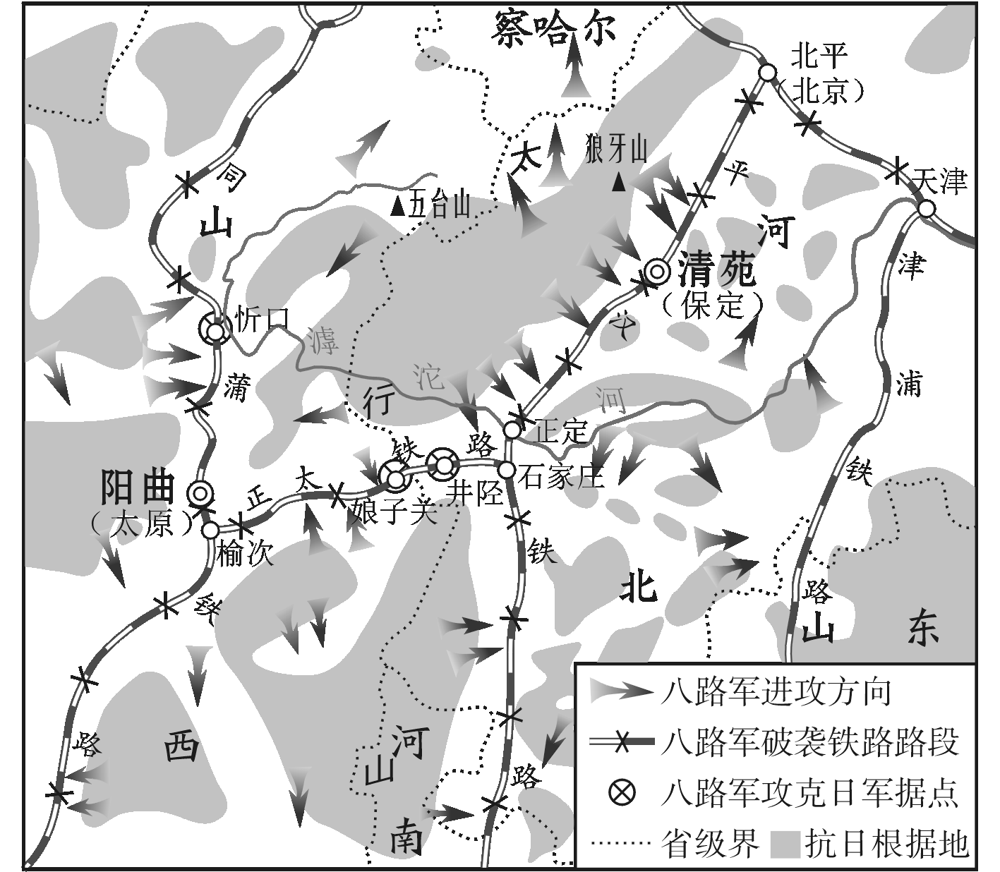 察哈尔
北平
（北京）
太
狼牙山
平
同
山
五台山
天津
河
津
清苑
（保定）
忻口
滹
汉
蒲
沱
行
河
浦
正定
铁
路
阳曲
（太原）
正
太
娘子关
井陉
石家庄
铁
榆次
铁
北
路
铁
山
东
西
路
河
山
南
路
八路军进攻方向
八路军破袭铁路路段
八路军攻克日军据点
省级界
抗日根据地